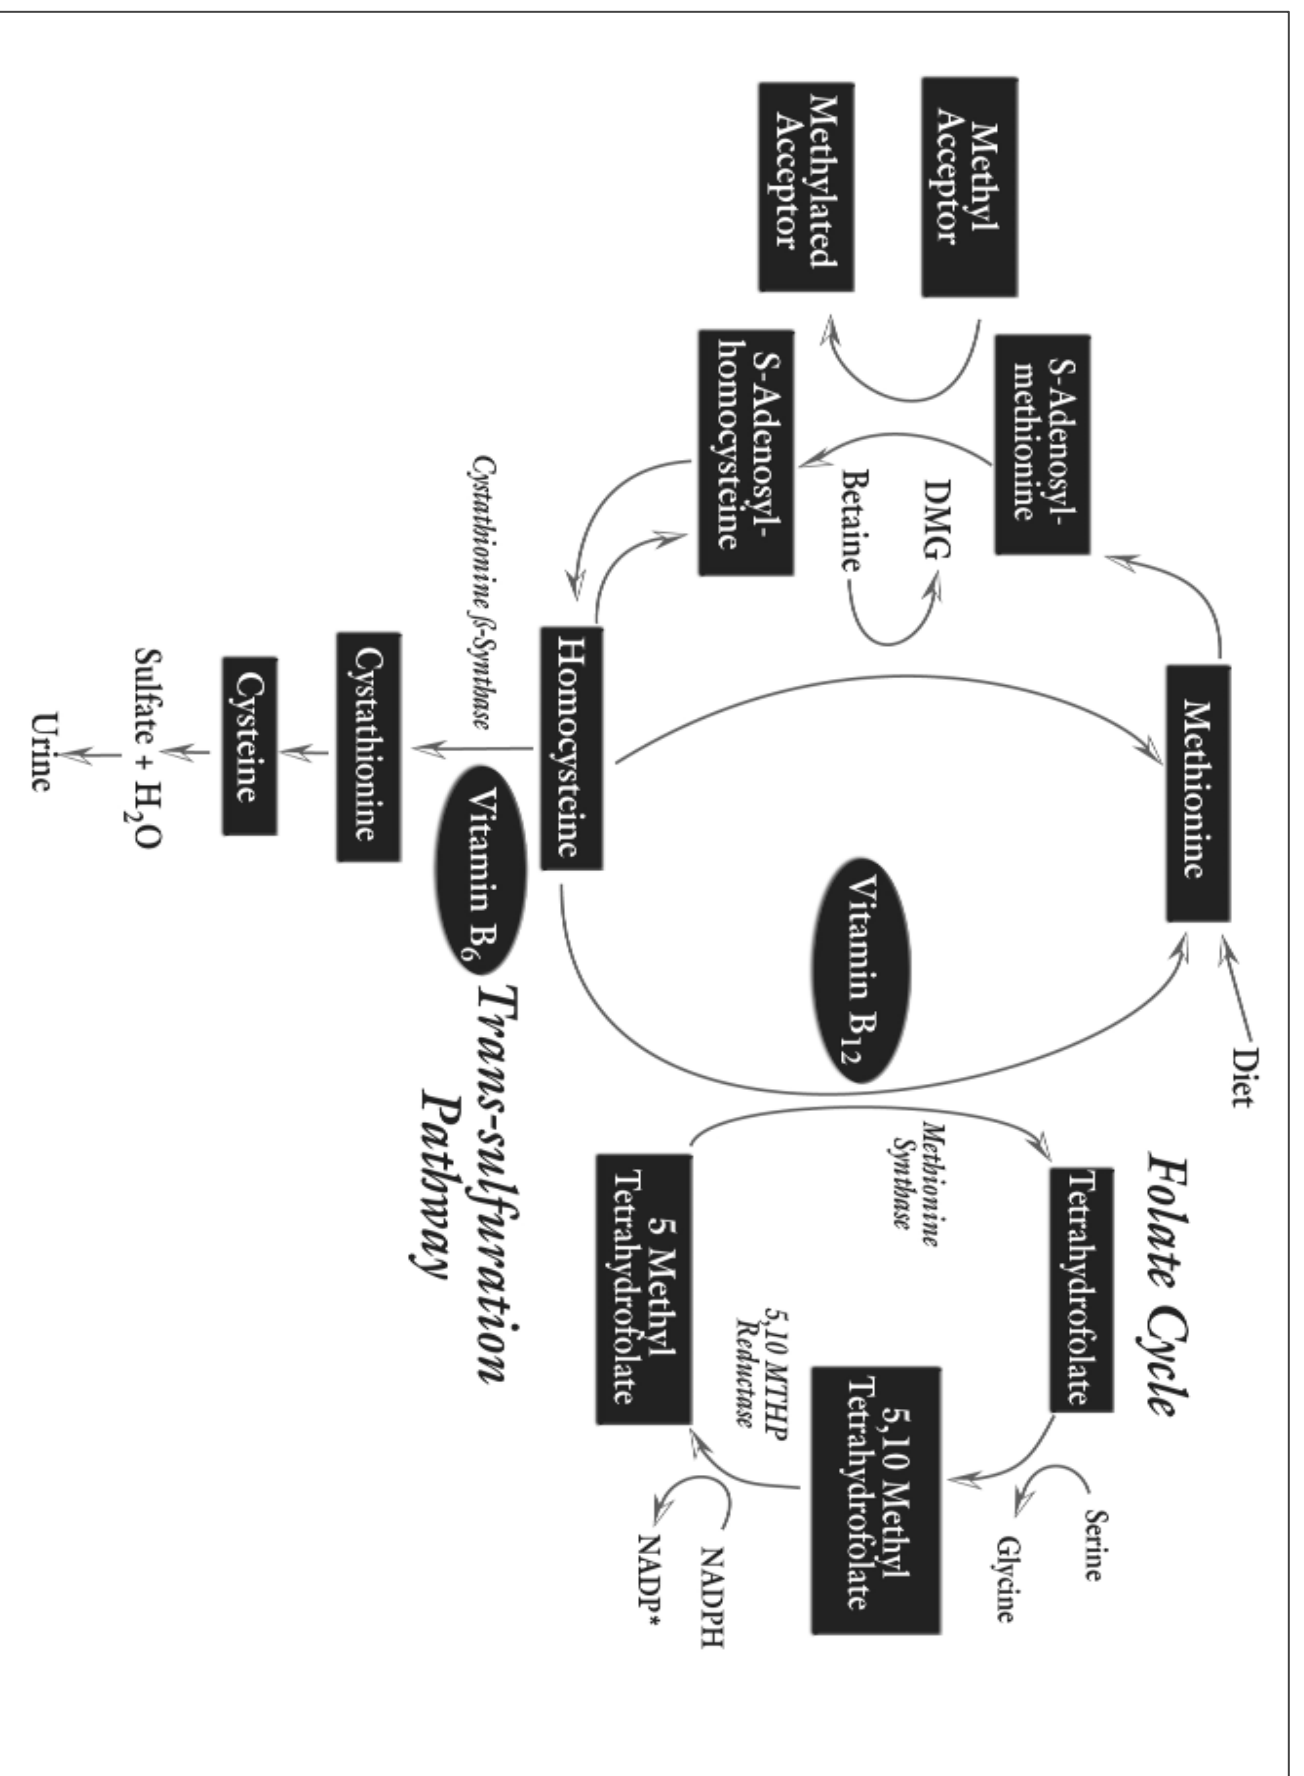 Diet
Folate Cycle
Methionine
S-Adenosyl-
methionine
Tetrahydrofolate
Serine
Methyl
Acceptor
Glycine
DMG
Methionine
Synthase
Betaine
Vitamin B12
5,10 Methyl
Tetrahydrofolate
Methylated
Acceptor
S-Adenosyl-
homocysteine
5,10 MTHP
Reductase
NADPH
5 Methyl
Tetrahydrofolate
NADP*
Homocysteine
Cystathionine ß-Synthase
Vitamin B6
Trans-sulfuration
Pathway
Cystathionine
Cysteine
Sulfate + H2O
Urine